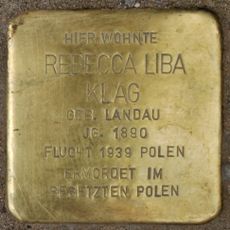 HIER WOHNTE
REBECCA LIBA
KLAG
GEB. LANDAU
JG. 1890
FLUCHT 1939 POLEN
ERMORDET IM
BESETZTEN POLEN